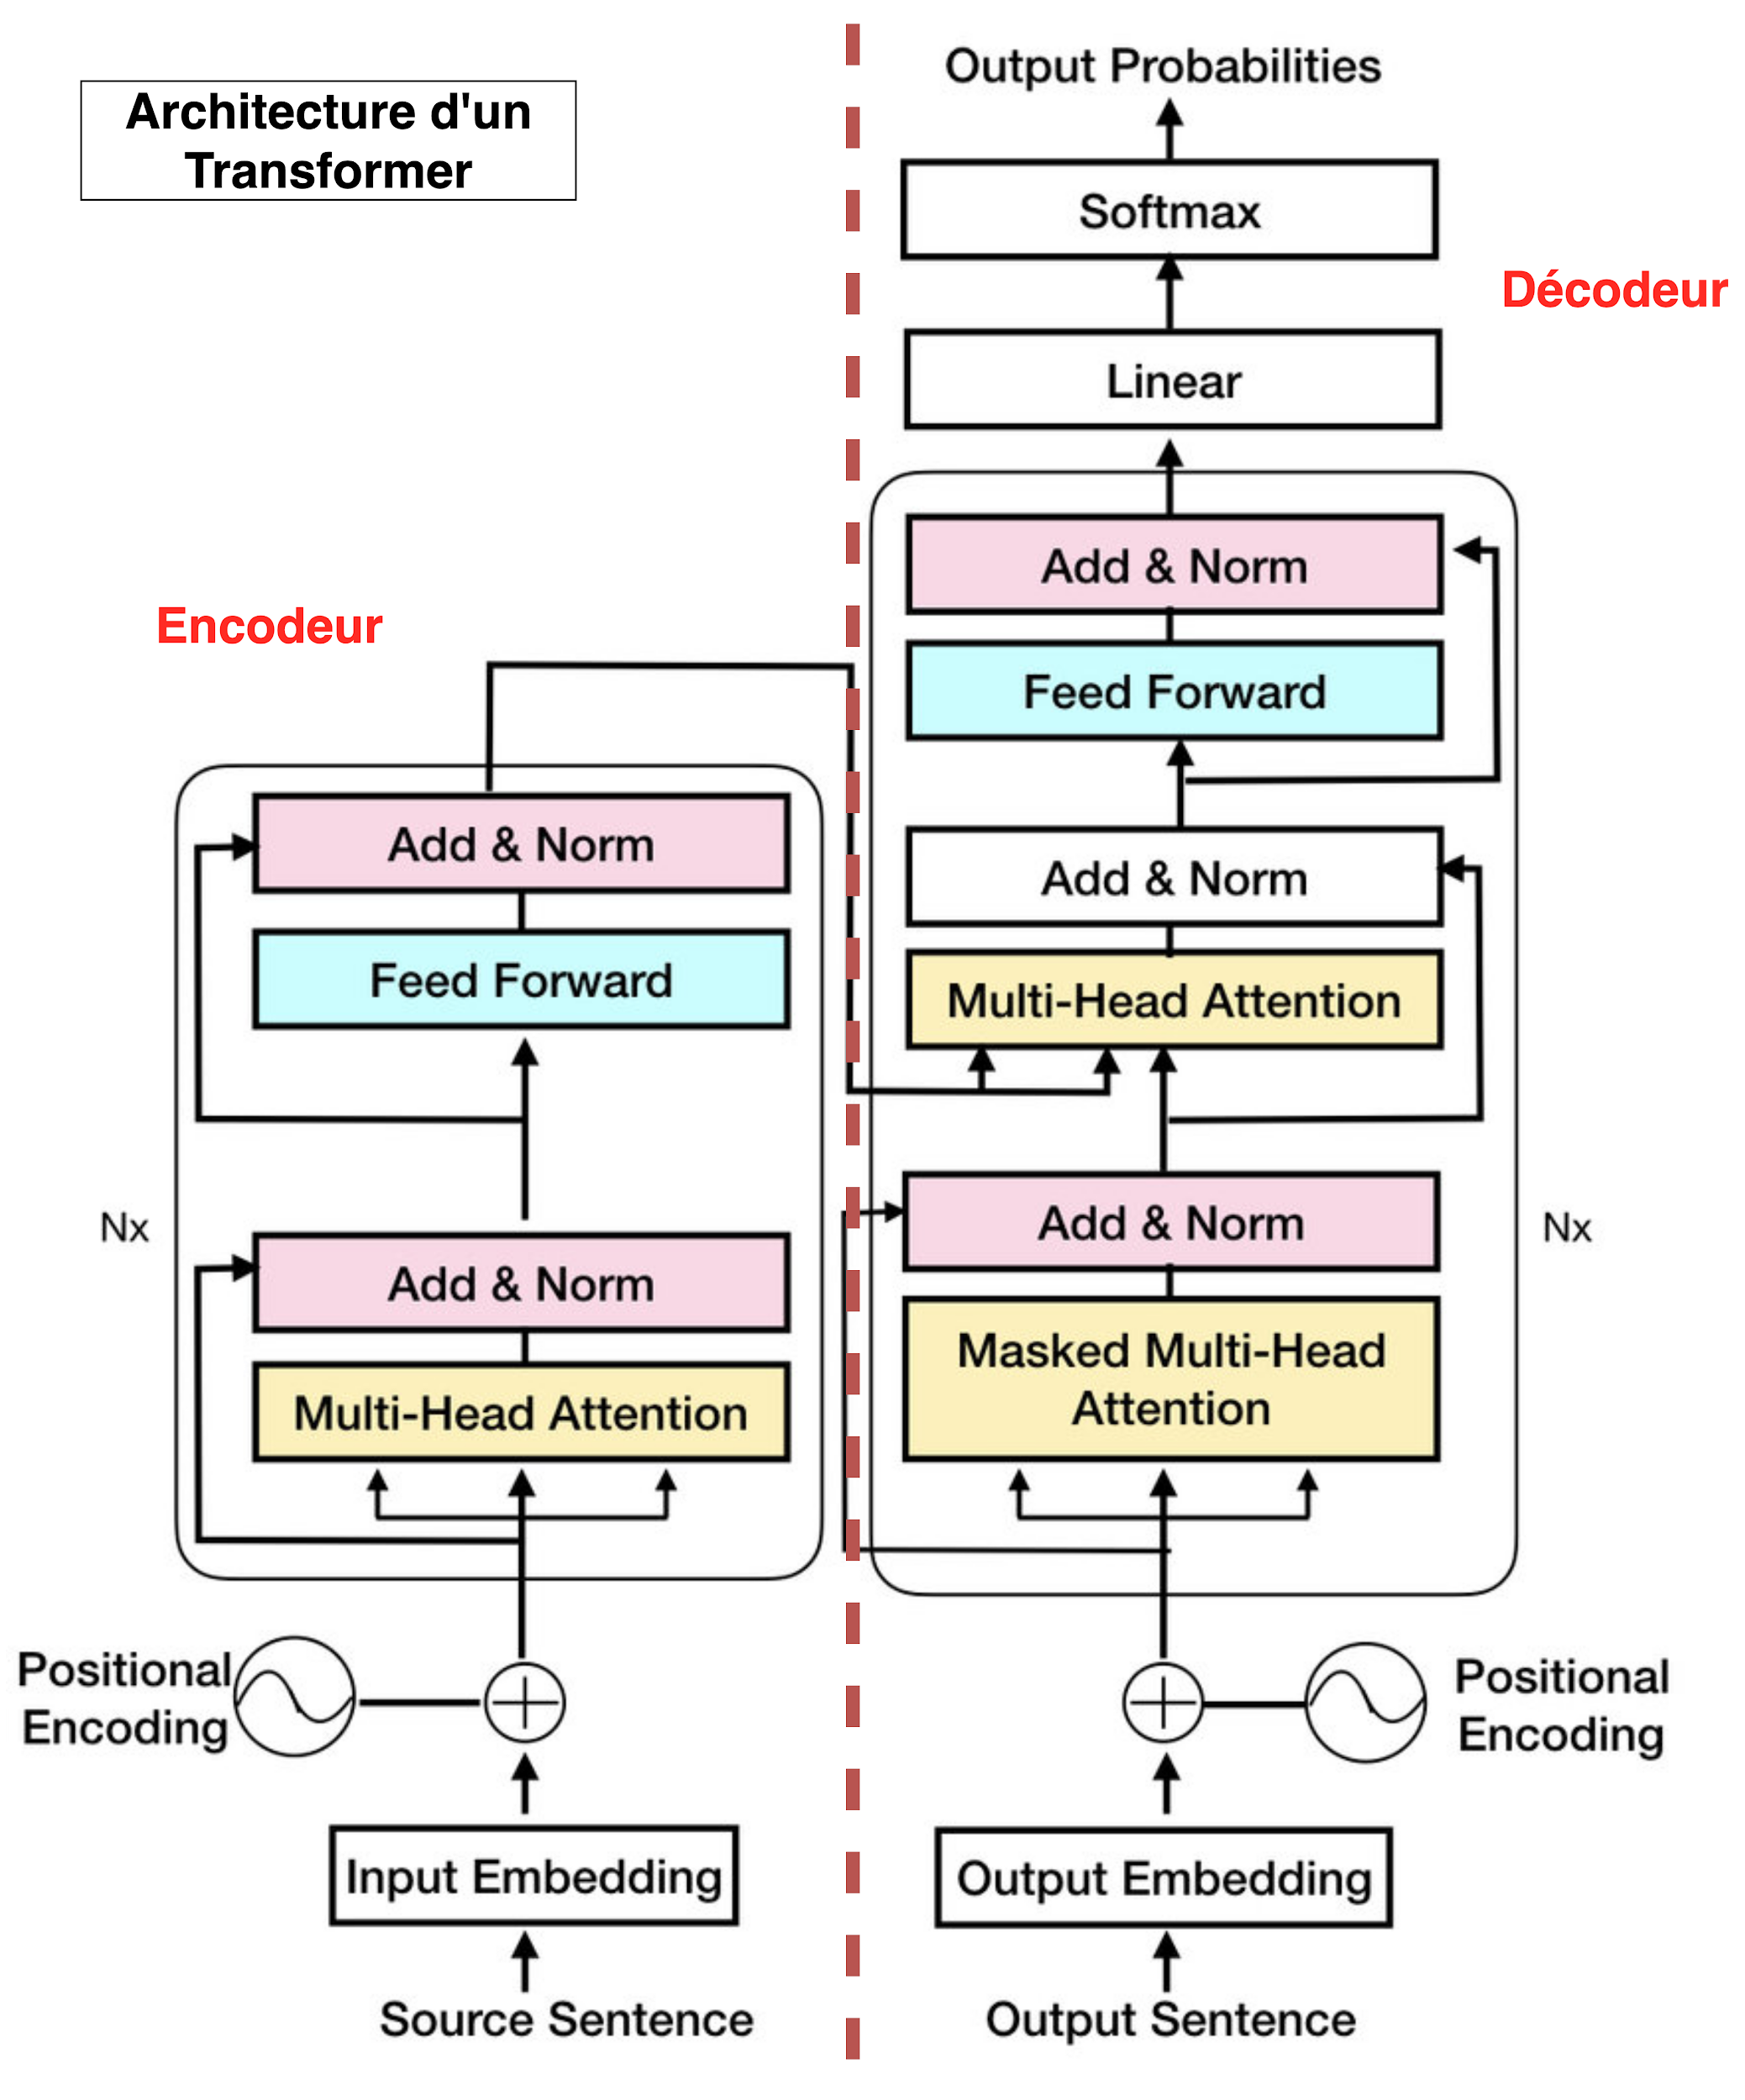 Architecture d'un
Transformer
Encodeur
Add & Norm
Feed Forward
Nx
Add & Norm
Multi-Head Attention
Positional
Encoding
Input Embedding
Source Sentence
Output Probabilities
Softmax
Décodeur
Linear
Add & Norm
Feed Forward
Add & Norm
Multi-Head Attention
Add & Norm
Nx
Masked Multi-Head
Attention
Positional
Encoding
Output Embedding
Output Sentence